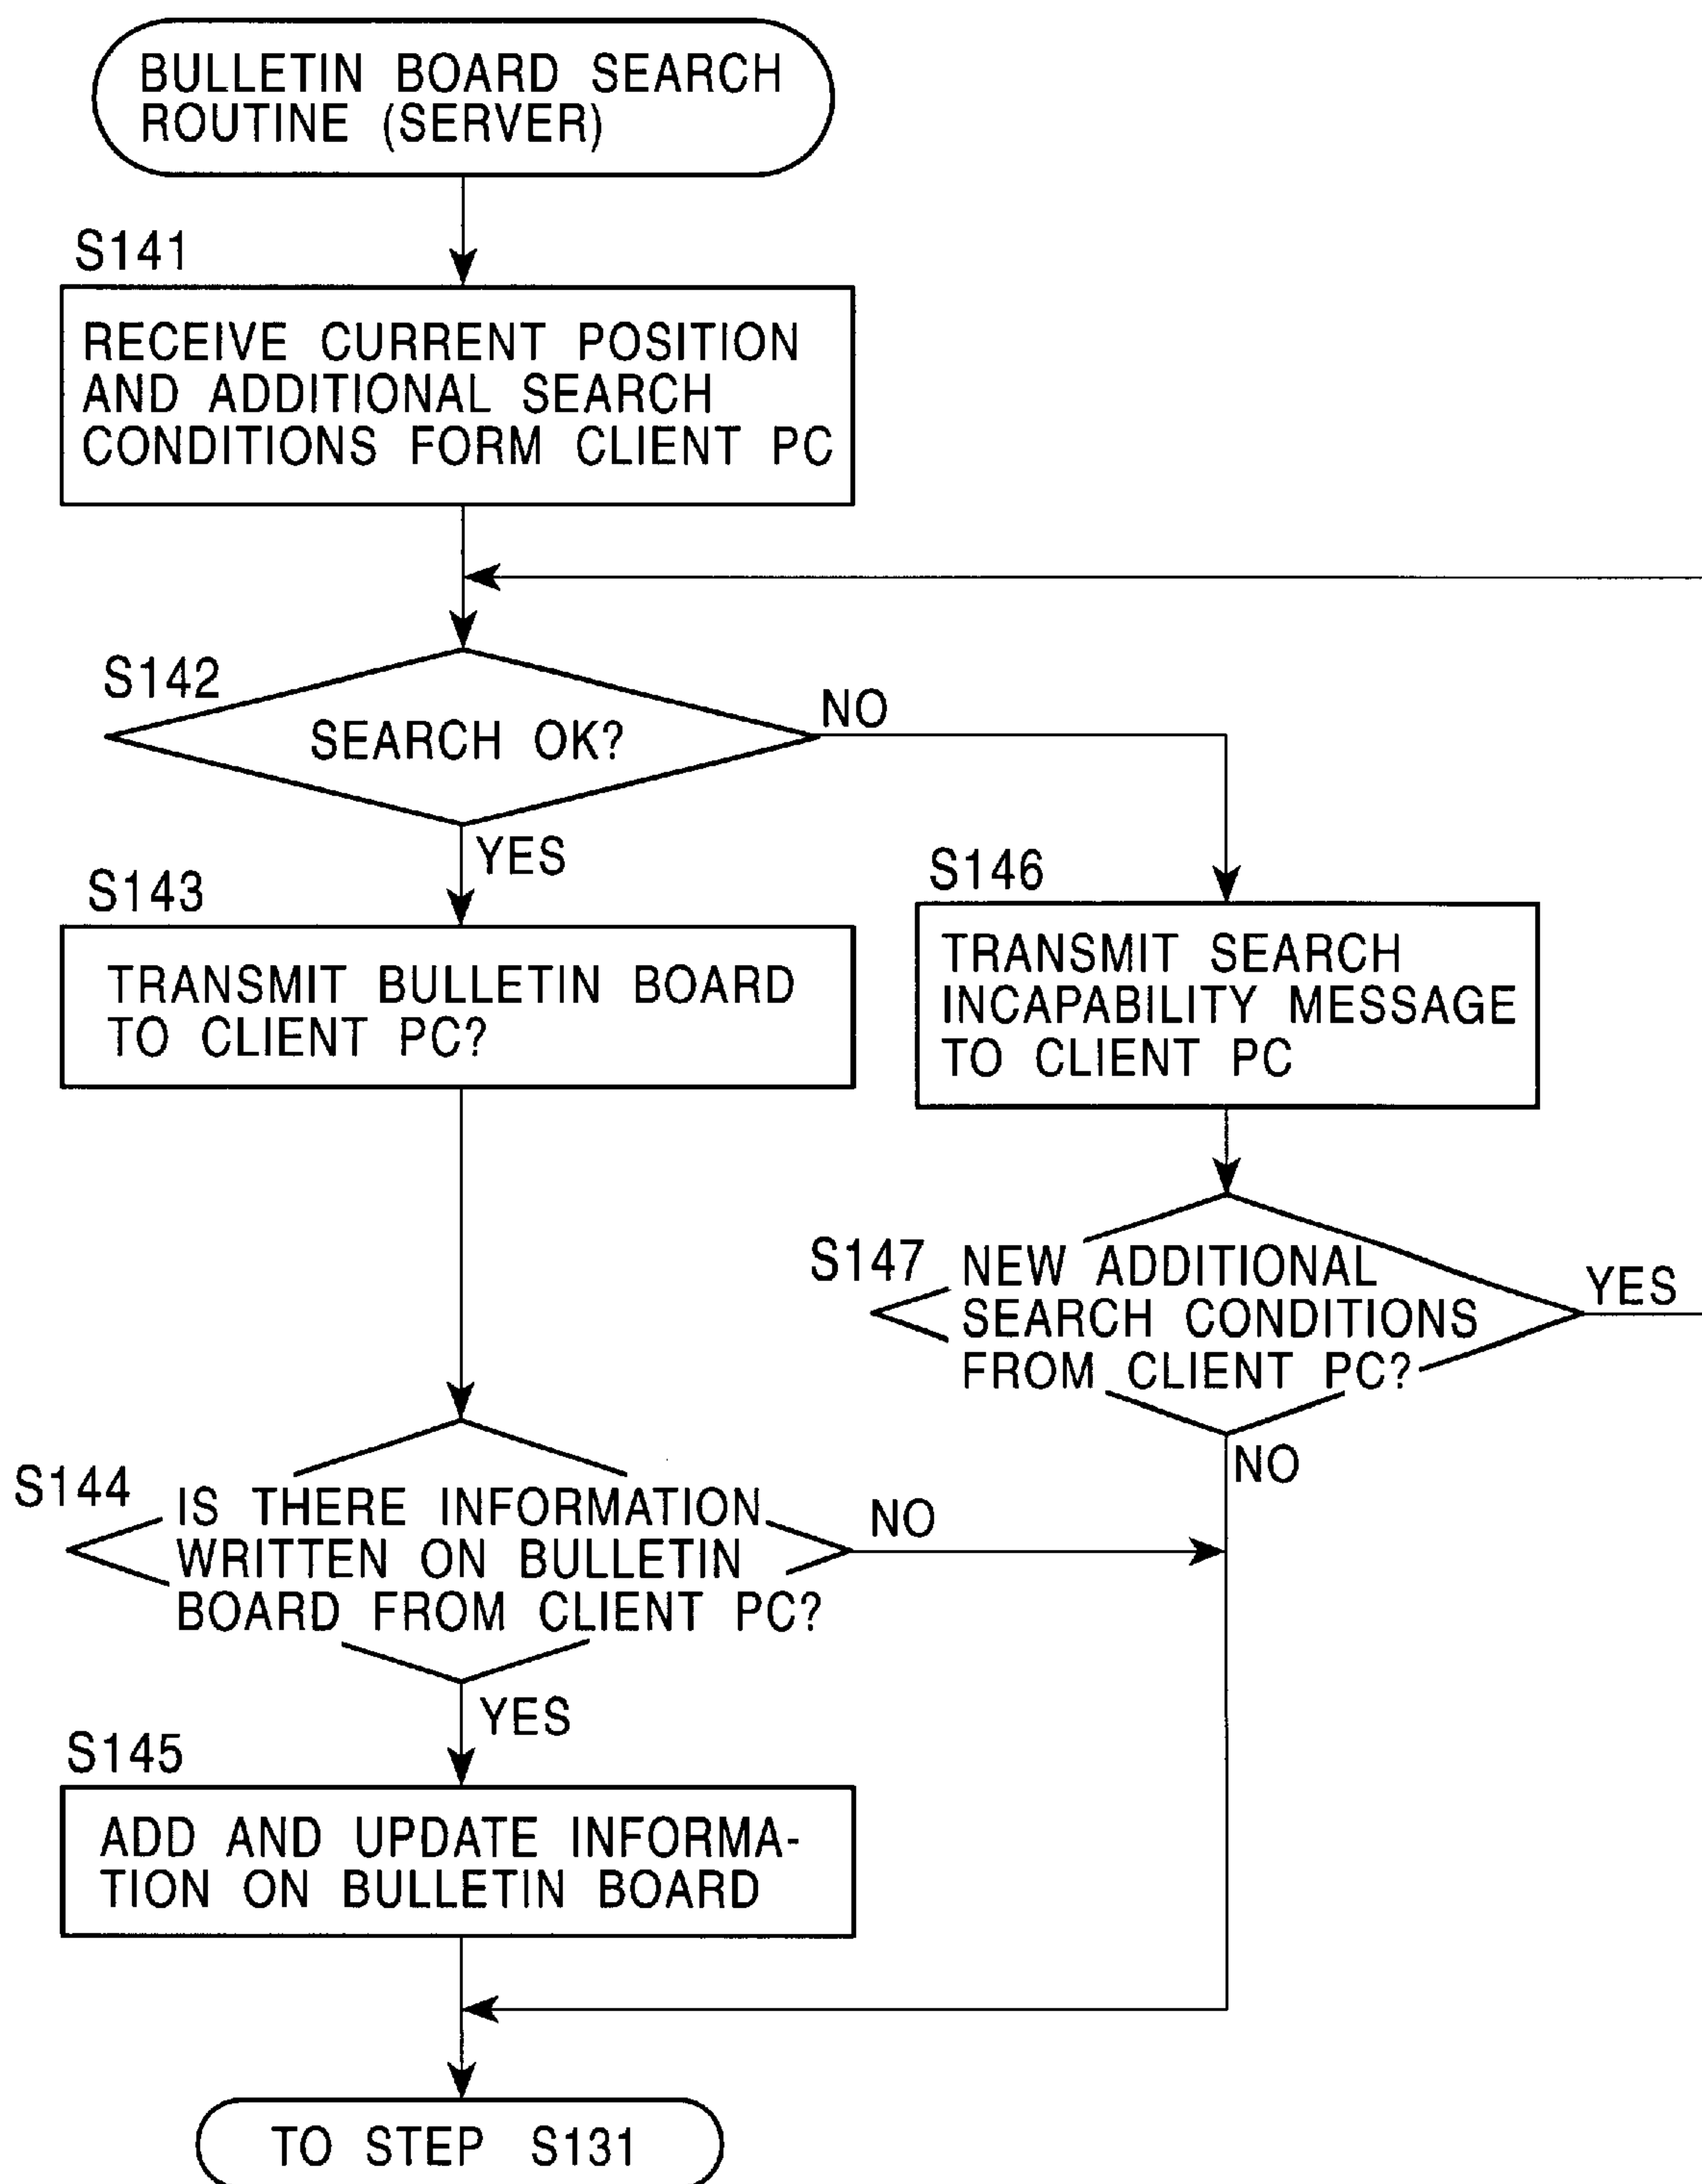 BULLETIN BOARD SEARCH
ROUTINE (SERVER)
S141
RECEIVE CURRENT POSITION
AND ADDITIONAL SEARCH
CONDITIONS FORM CLIENT PC
S142
SEARCH OK?
NO
YES
S143
TRANSMIT BULLETIN BOARD
TO CLIENT PC?
S146
TRANSMIT SEARCH
INCAPABILITY MESSAGE
TO CLIENT PC
S147
NEW ADDITIONAL
SEARCH CONDITIONS
FROM CLIENT PC?
YES
NO
S144
IS THERE INFORMATION
WRITTEN ON BULLETIN
BOARD FROM CLIENT PC?
NO
YES
S145
ADD AND UPDATE INFORMA-
TION ON BULLETIN BOARD
TO STEP S131